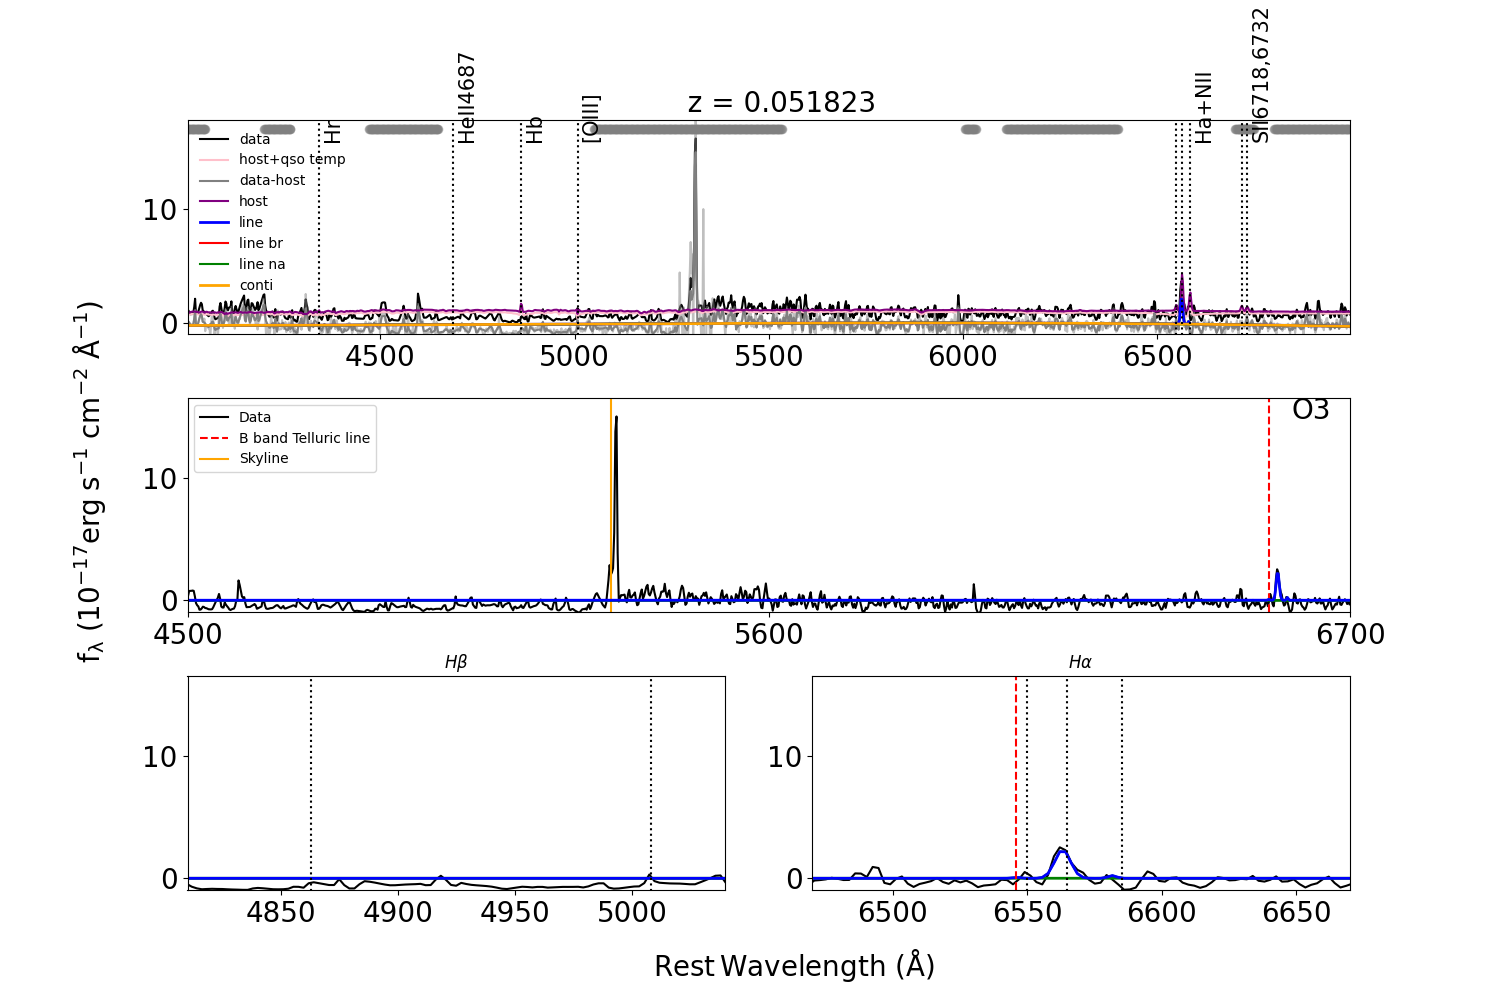 z = 0.051823
Hr
HeII4687
Hb
[OIII]
Ha+NII
SII6718,6732
data
host+qso temp
data-host
host
line
line br
line na
conti
10
0
4500 5000 5500 6000 6500
O3
Data
B band Telluric line
Skyline
10
0
4500 5600 6700
fλ (10⁻¹⁷erg s⁻¹ cm⁻² Å⁻¹)
Hβ
10
0
4850 4900 4950 5000
Hα
10
0
6500 6550 6600 6650
Rest Wavelength (Å)